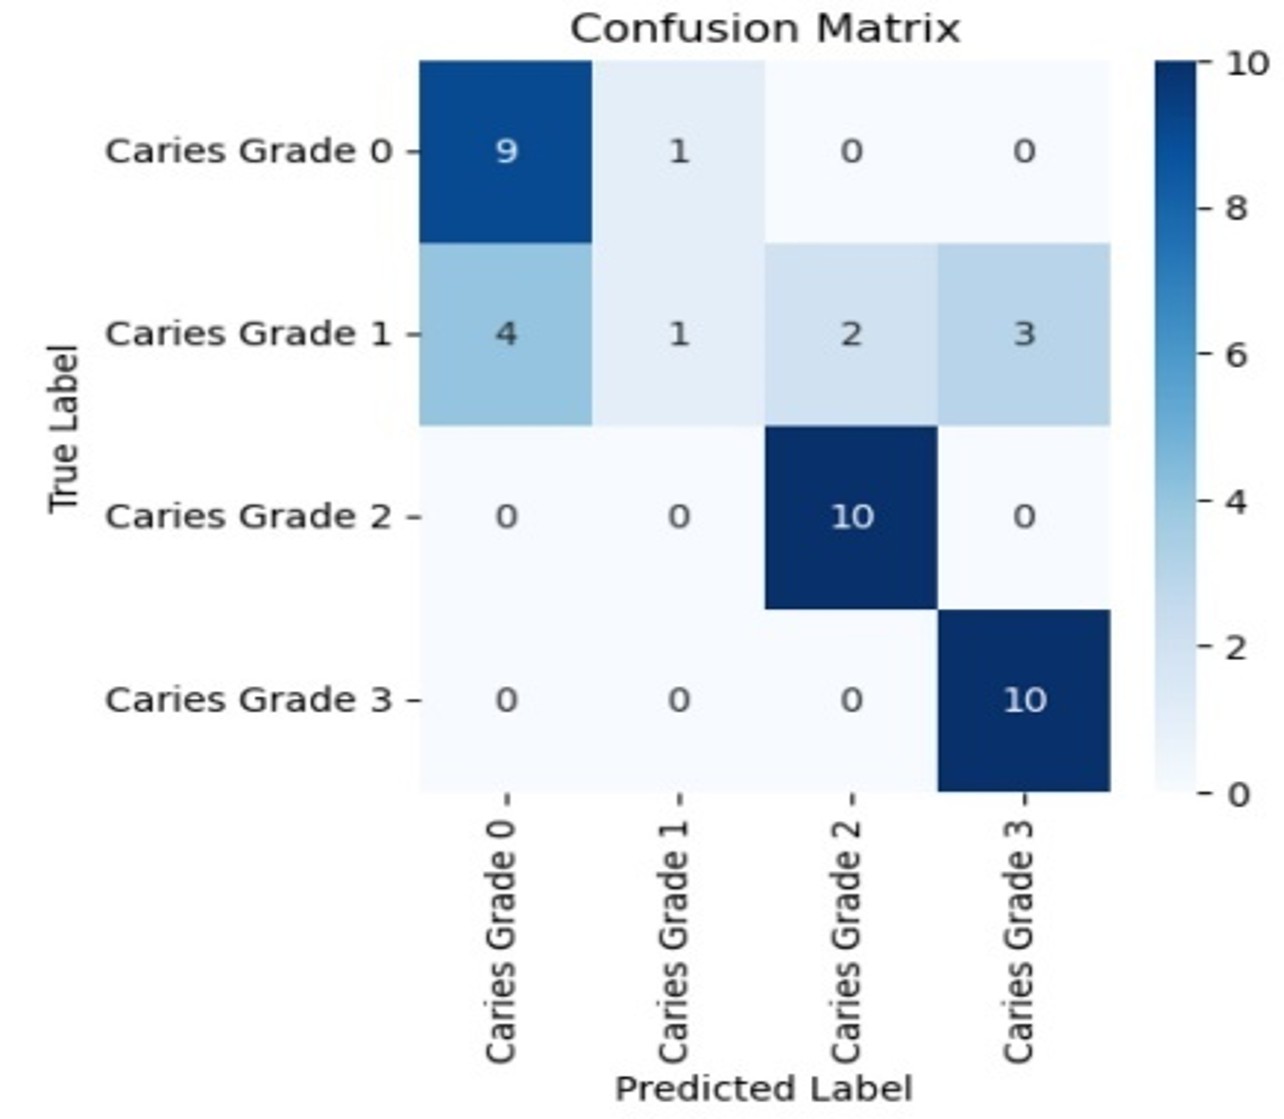 Confusion Matrix
Caries Grade 0 9 1 0 0
Caries Grade 1 4 1 2 3
Caries Grade 2 0 0 10 0
Caries Grade 3 0 0 0 10
True Label
Caries Grade 0
Caries Grade 1
Caries Grade 2
Caries Grade 3
Predicted Label
10
8
6
4
2
0